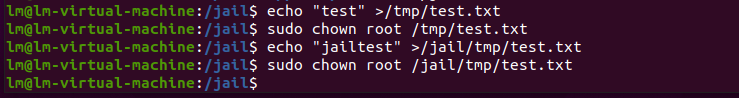 lm@lm-virtual-machine:/jail$ echo "test" >/tmp/test.txt
lm@lm-virtual-machine:/jail$ sudo chown root /tmp/test.txt
lm@lm-virtual-machine:/jail$ echo "jailtest" >/jail/tmp/test.txt
lm@lm-virtual-machine:/jail$ sudo chown root /jail/tmp/test.txt
lm@lm-virtual-machine:/jail$